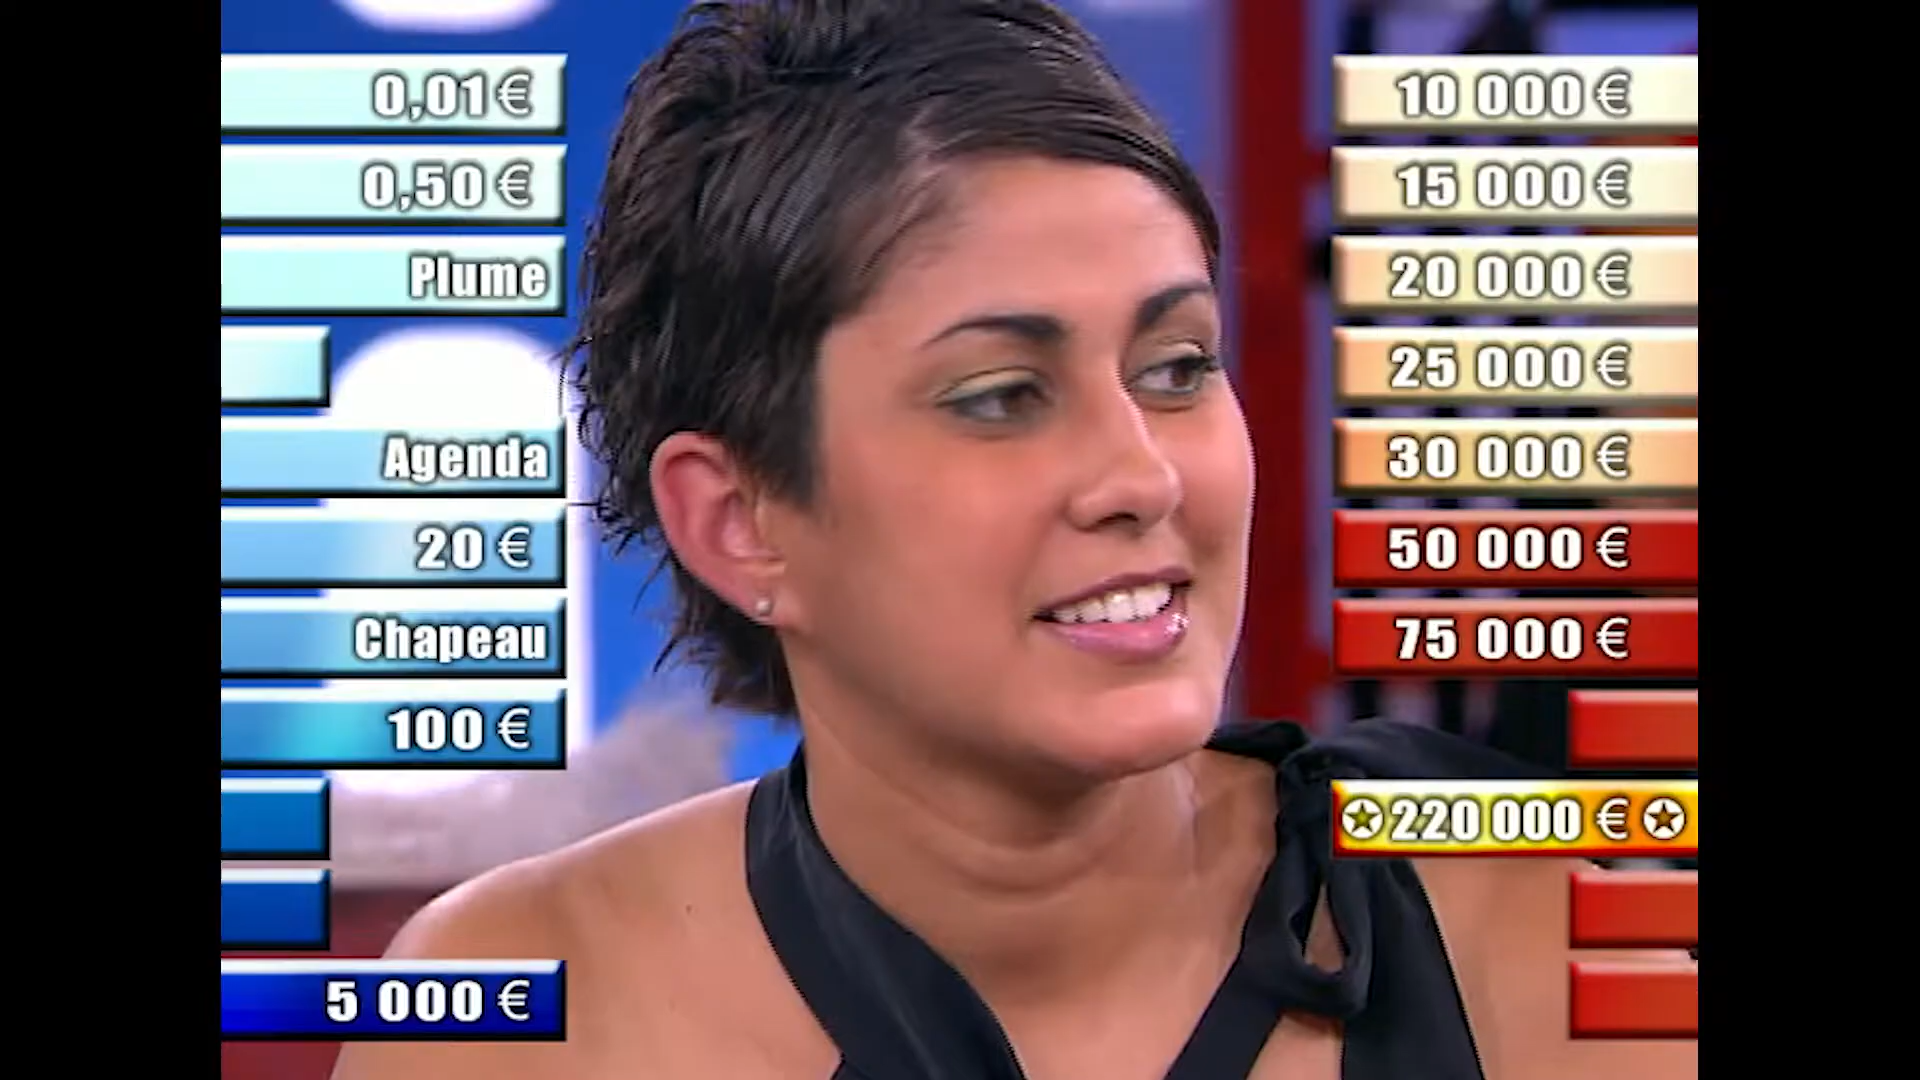 0,01 €
0,50 €
Plume
Agenda
20 €
Chapeau
100 €
5 000 €
10 000 €
15 000 €
20 000 €
25 000 €
30 000 €
50 000 €
75 000 €
220 000 €